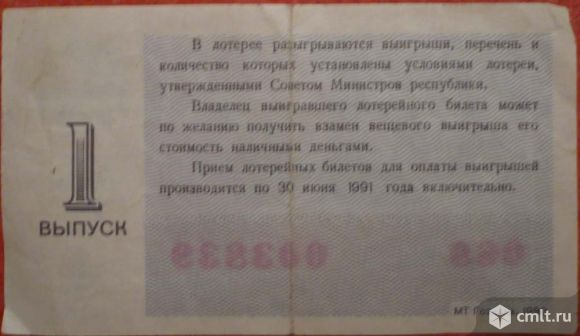 В лотерее разыгрываются выигрыши, перечень и
количество которых установлены условиями лотереи,
утвержденными Советом Министров республики.
Владелец выигравшего лотерейного билета может
по желанию получить взамен вещевого выигрыша его
стоимость наличными деньгами.
Прием лотерейных билетов для оплаты выигрышей
производится по 30 июня 1991 года включительно.
1
ВЫПУСК
МТ
cmlt.ru